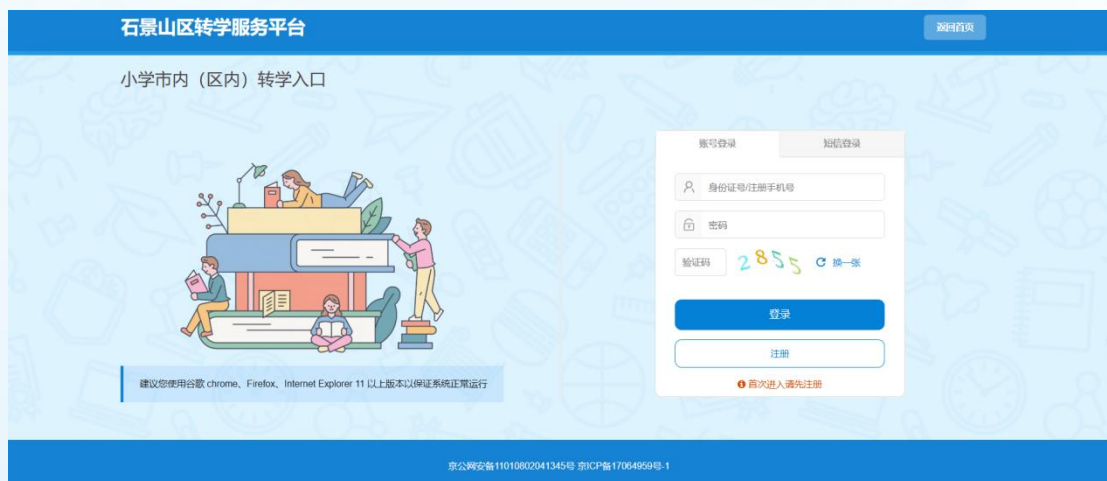 石景山区转学服务平台
返回首页
小学市内（区内）转学入口
账号登录
短信登录
身份证号/注册手机号
密码
验证码
2855
换一张
登录
注册
首次进入请先注册
建议您使用谷歌 chrome、Firefox、Internet Explorer 11 以上版本以保证系统正常运行
京公网安备11010802041345号 京ICP备17064959号-1